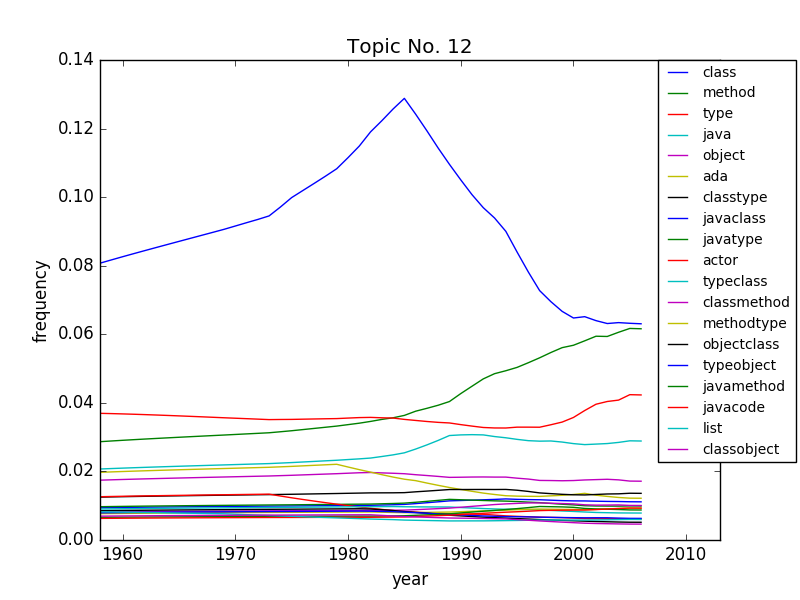 Topic No. 12
0.14
0.12
0.10
0.08
0.06
0.04
0.02
0.00
frequency
1960 1970 1980 1990 2000 2010
year
class
method
type
java
object
ada
classtype
javaclass
javatype
actor
typeclass
classmethod
methodtype
objectclass
typeobject
javamethod
javacode
list
classobject